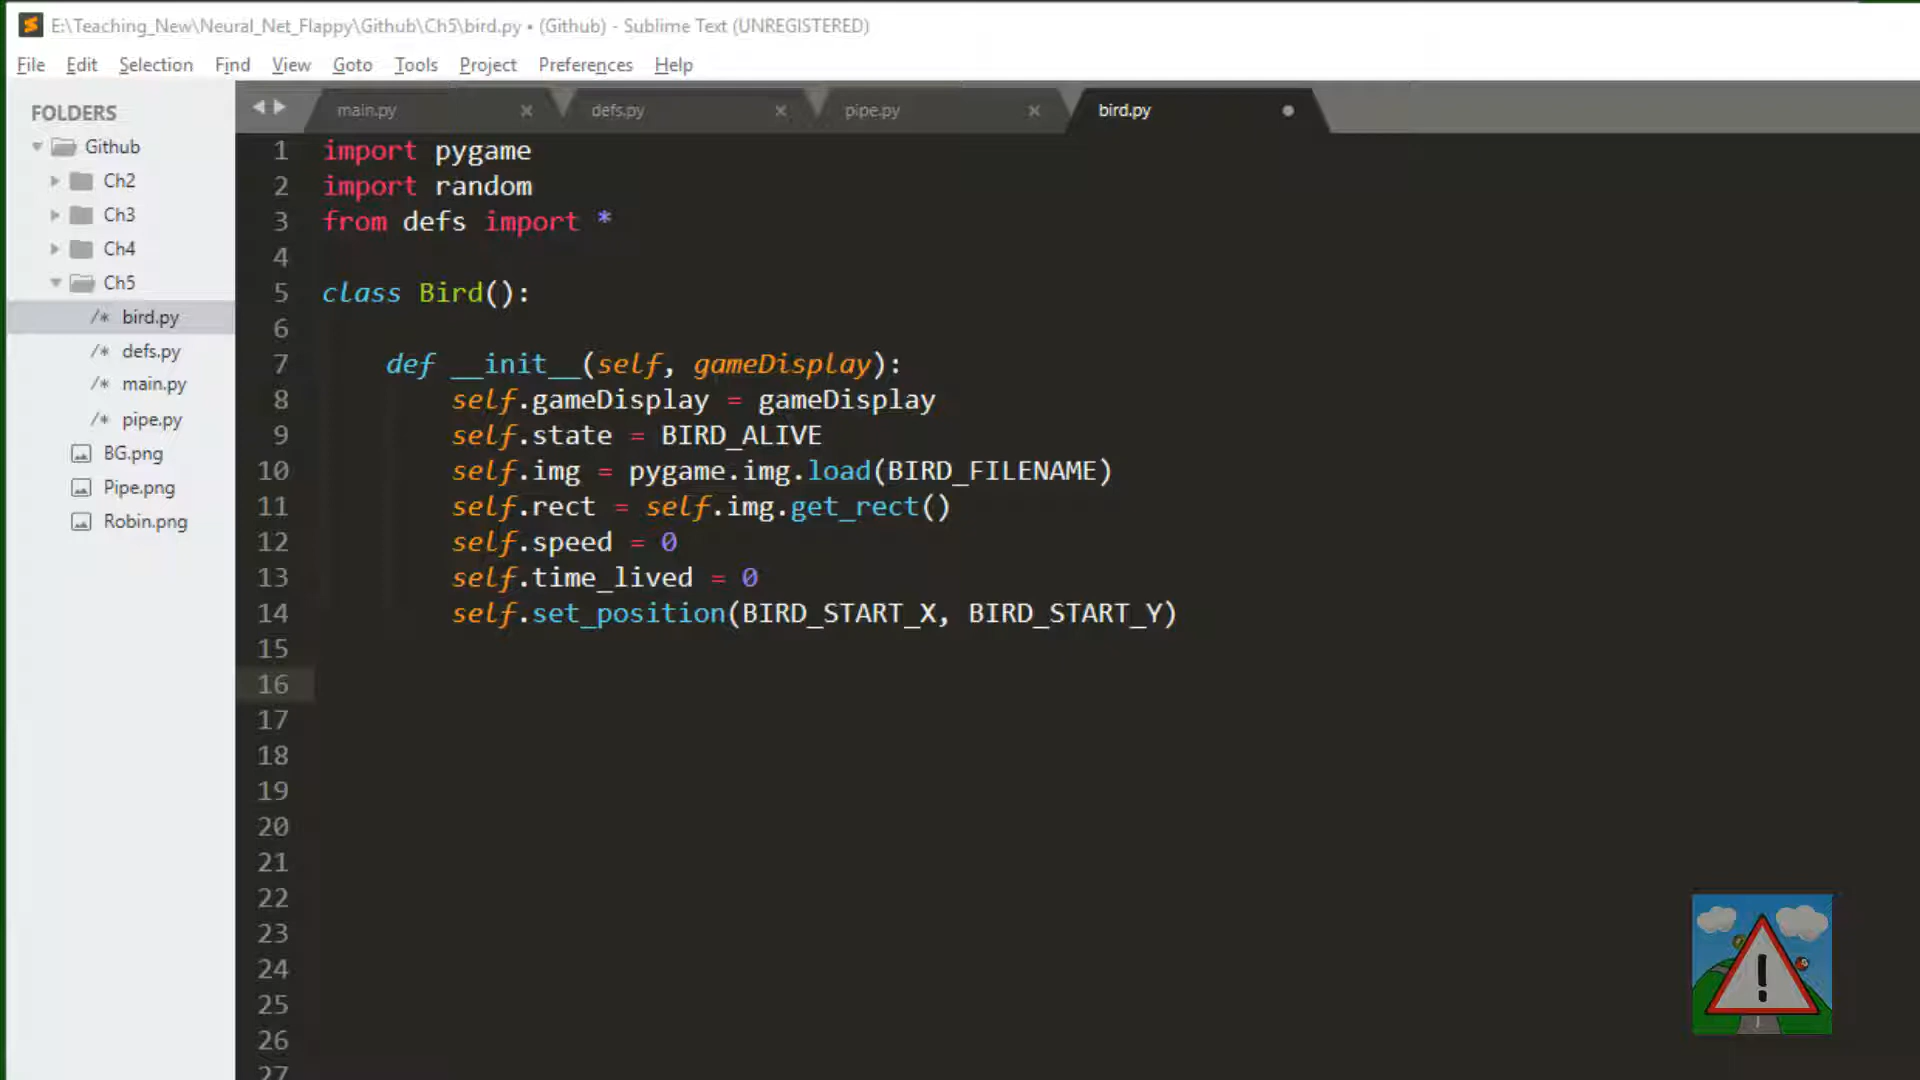 E:\Teaching_New\Neural_Net_Flappy\Github\Ch5\bird.py • (Github) - Sublime Text (UNREGISTERED)
File Edit Selection Find View Goto Tools Project Preferences Help
FOLDERS
Github
Ch2
Ch3
Ch4
Ch5
/* bird.py
/* defs.py
/* main.py
/* pipe.py
BG.png
Pipe.png
Robin.png
main.py × defs.py × pipe.py × bird.py
1 import pygame
2 import random
3 from defs import *
4
5 class Bird():
6
7 def __init__(self, gameDisplay):
8 self.gameDisplay = gameDisplay
9 self.state = BIRD_ALIVE
10 self.img = pygame.img.load(BIRD_FILENAME)
11 self.rect = self.img.get_rect()
12 self.speed = 0
13 self.time_lived = 0
14 self.set_position(BIRD_START_X, BIRD_START_Y)
15
16
17
18
19
20
21
22
23
24
25
26
27
!